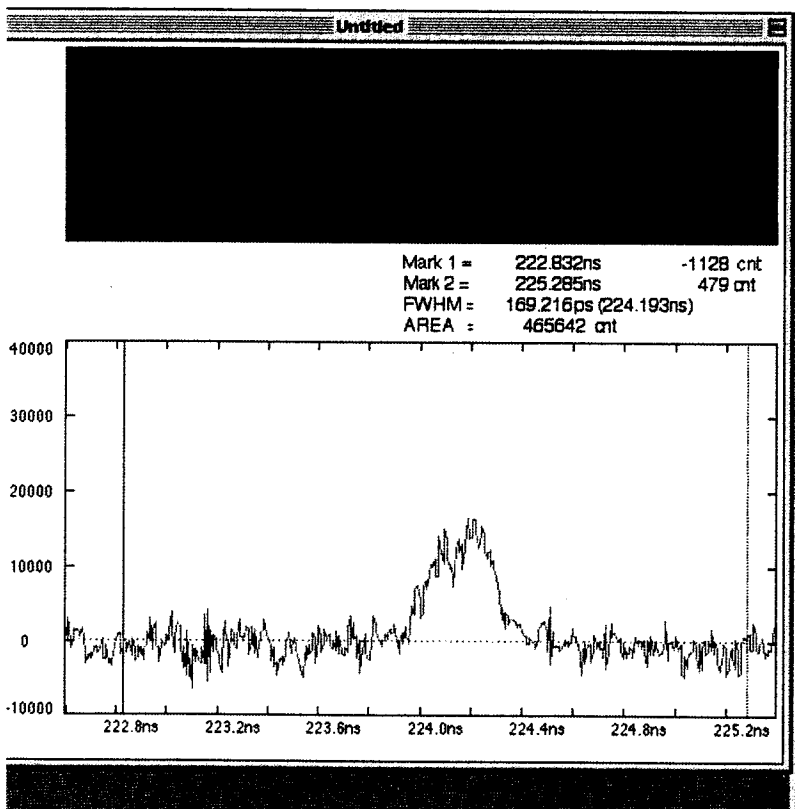 Untitled
Mark 1 = 222.832ns -1128 cnt
Mark 2 = 225.285ns 479 cnt
FWHM = 169.216ps (224.193ns)
AREA : 465642 cnt
40000
30000
20000
10000
0
-10000
222.8ns 223.2ns 223.6ns 224.0ns 224.4ns 224.8ns 225.2ns